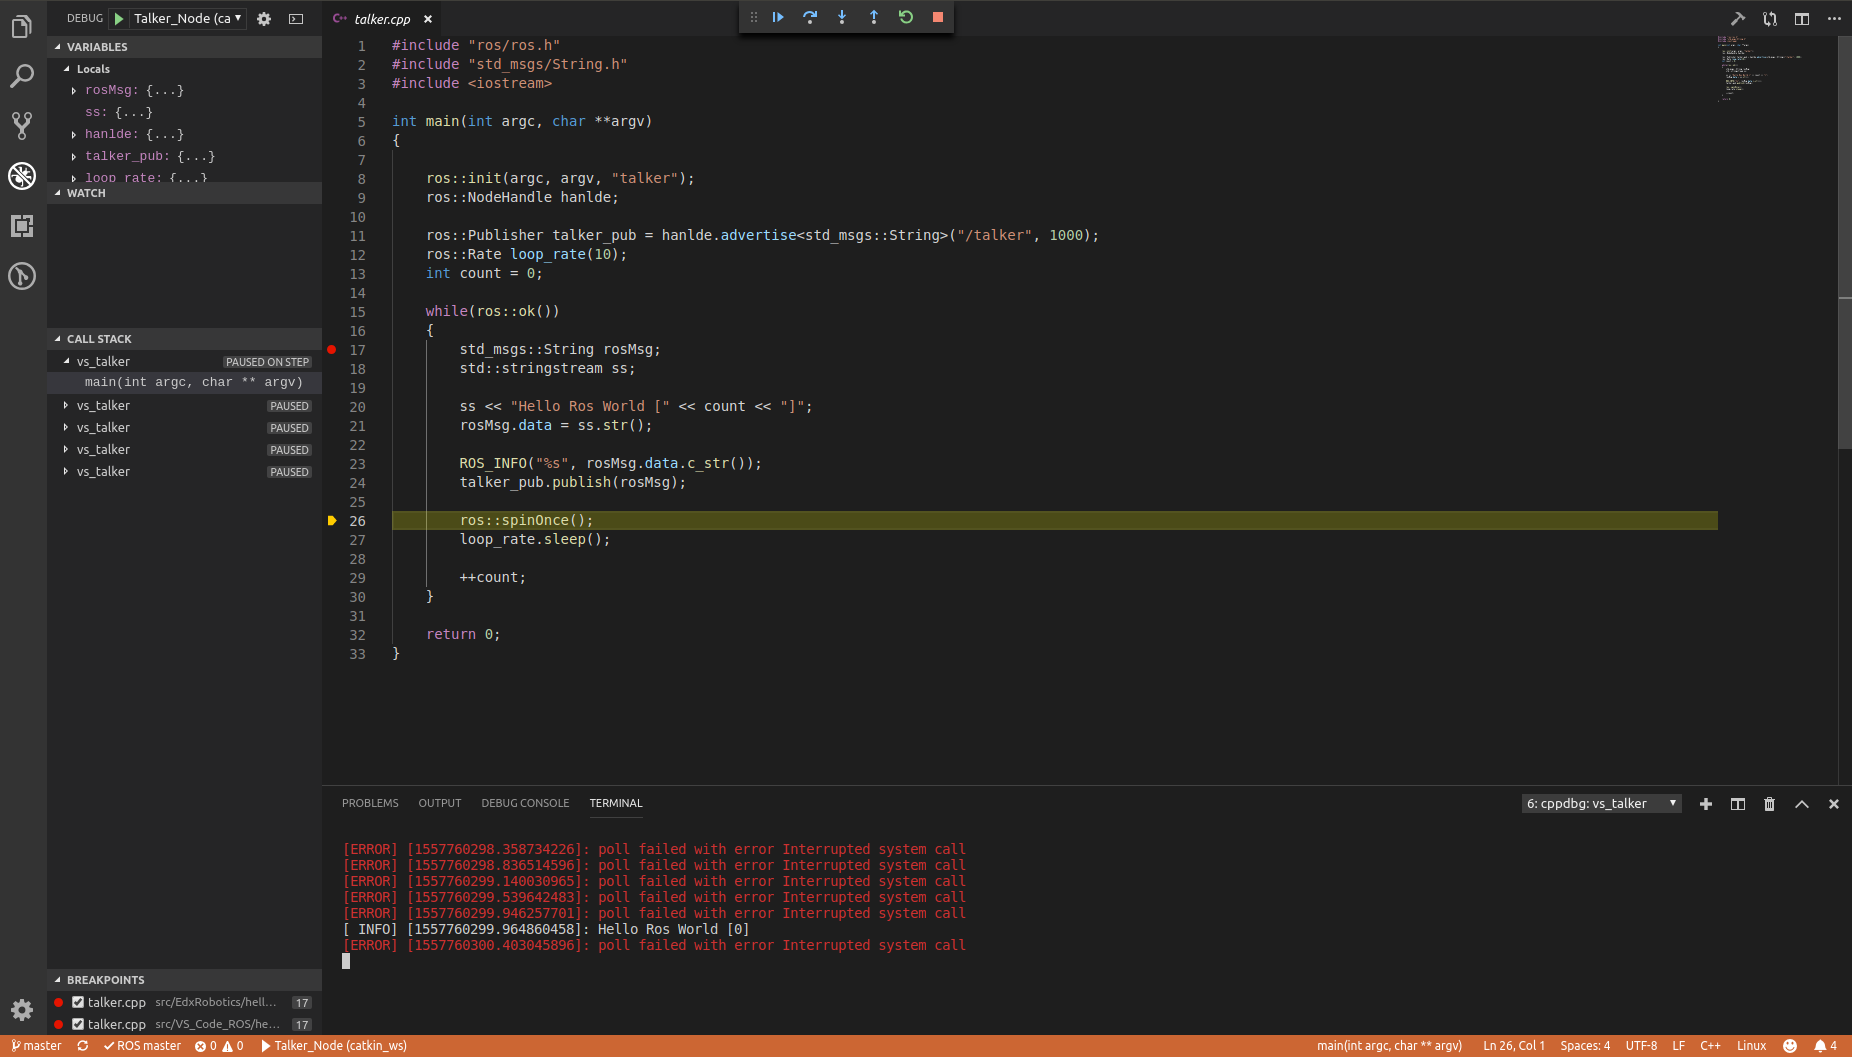 DEBUG Talker_Node (ca
VARIABLES
Locals
rosMsg: {...}
ss: {...}
hanlde: {...}
talker_pub: {...}
loop_rate: {...}
WATCH
CALL STACK
vs_talker PAUSED ON STEP
main(int argc, char ** argv)
vs_talker PAUSED
vs_talker PAUSED
vs_talker PAUSED
vs_talker PAUSED
BREAKPOINTS
talker.cpp src/EdxRobotics/hell... 17
talker.cpp src/VS_Code_ROS/he... 17
C++ talker.cpp
1 #include "ros/ros.h"
2 #include "std_msgs/String.h"
3 #include <iostream>
4
5 int main(int argc, char **argv)
6 {
7
8 ros::init(argc, argv, "talker");
9 ros::NodeHandle hanlde;
10
11 ros::Publisher talker_pub = hanlde.advertise<std_msgs::String>("/talker", 1000);
12 ros::Rate loop_rate(10);
13 int count = 0;
14
15 while(ros::ok())
16 {
17 std_msgs::String rosMsg;
18 std::stringstream ss;
19
20 ss << "Hello Ros World [" << count << "]";
21 rosMsg.data = ss.str();
22
23 ROS_INFO("%s", rosMsg.data.c_str());
24 talker_pub.publish(rosMsg);
25
26 ros::spinOnce();
27 loop_rate.sleep();
28
29 ++count;
30 }
31
32 return 0;
33 }
PROBLEMS OUTPUT DEBUG CONSOLE TERMINAL 6: cppdbg: vs_talker
[ERROR] [1557760298.358734226]: poll failed with error Interrupted system call
[ERROR] [1557760298.836514596]: poll failed with error Interrupted system call
[ERROR] [1557760299.140030965]: poll failed with error Interrupted system call
[ERROR] [1557760299.539642483]: poll failed with error Interrupted system call
[ERROR] [1557760299.946257701]: poll failed with error Interrupted system call
[ INFO] [1557760299.964860458]: Hello Ros World [0]
[ERROR] [1557760300.403045896]: poll failed with error Interrupted system call
master ROS master 0 0 Talker_Node (catkin_ws) main(int argc, char ** argv) Ln 26, Col 1 Spaces: 4 UTF-8 LF C++ Linux 4